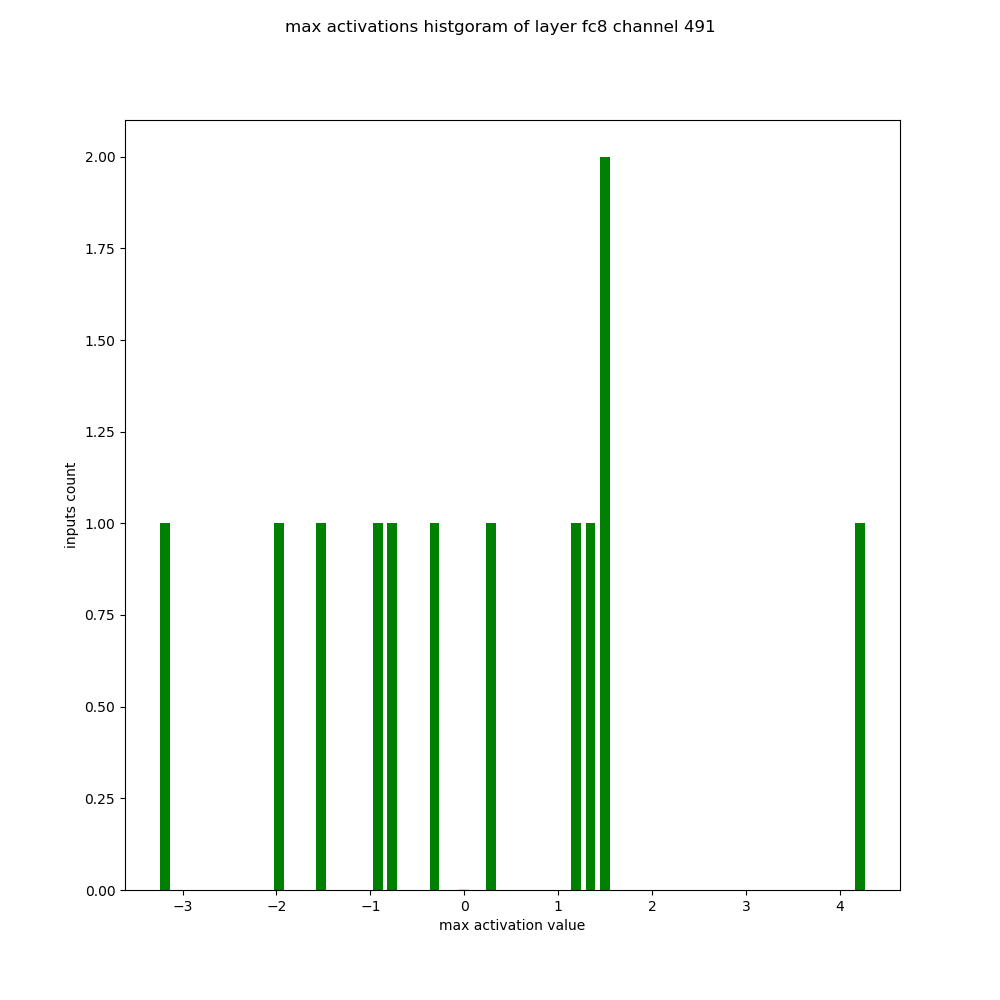 max activations histgoram of layer fc8 channel 491
2.00
1.75
1.50
1.25
1.00
0.75
0.50
0.25
0.00
inputs count
−3 −2 −1 0 1 2 3 4
max activation value